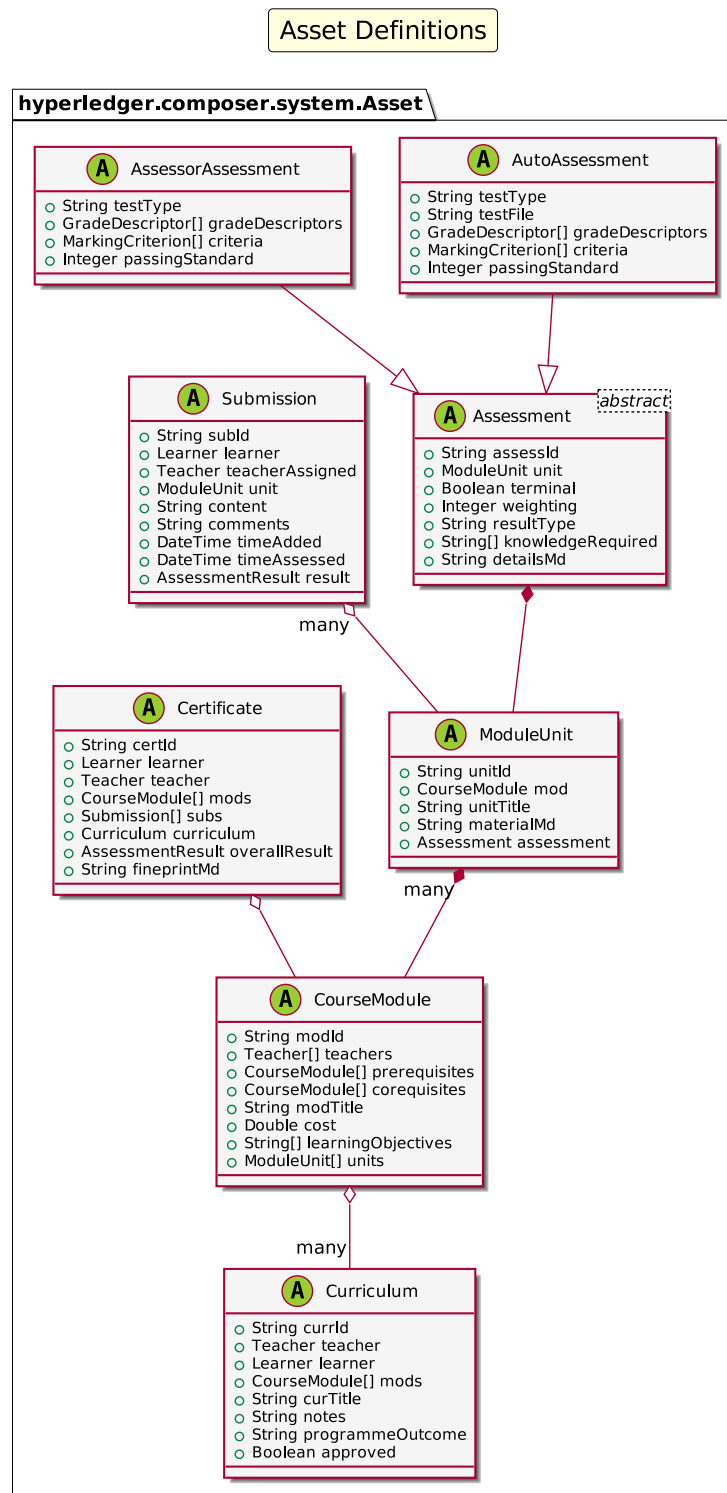 Asset Definitions
hyperledger.composer.system.Asset
A AssessorAssessment
String testType
GradeDescriptor[] gradeDescriptors
MarkingCriterion[] criteria
Integer passingStandard
A AutoAssessment
String testType
String testFile
GradeDescriptor[] gradeDescriptors
MarkingCriterion[] criteria
Integer passingStandard
A Submission
String subId
Learner learner
Teacher teacherAssigned
ModuleUnit unit
String content
String comments
DateTime timeAdded
DateTime timeAssessed
AssessmentResult result
many
A Assessment
abstract
String assessId
ModuleUnit unit
Boolean terminal
Integer weighting
String resultType
String[] knowledgeRequired
String detailsMd
A Certificate
String certId
Learner learner
Teacher teacher
CourseModule[] mods
Submission[] subs
Curriculum curriculum
AssessmentResult overallResult
String fineprintMd
A ModuleUnit
String unitId
CourseModule mod
String unitTitle
String materialMd
Assessment assessment
many
A CourseModule
String modId
Teacher[] teachers
CourseModule[] prerequisites
CourseModule[] corequisites
String modTitle
Double cost
String[] learningObjectives
ModuleUnit[] units
many
A Curriculum
String currId
Teacher teacher
Learner learner
CourseModule[] mods
String curTitle
String notes
String programmeOutcome
Boolean approved